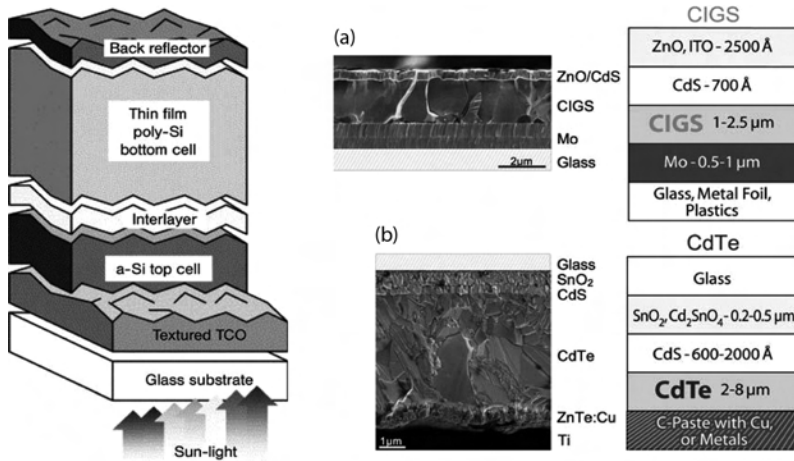 Back reflector
Thin film
poly-Si
bottom cell
Interlayer
a-Si top cell
Textured TCO
Glass substrate
Sun-light
(a)
ZnO/CdS
CIGS
Mo
Glass
2μm
(b)
Glass
SnO₂
CdS
CdTe
ZnTe:Cu
Ti
1μm
CIGS
ZnO, ITO - 2500 Å
CdS - 700 Å
CIGS 1-2.5 μm
Mo - 0.5-1 μm
Glass, Metal Foil,
Plastics
CdTe
Glass
SnO₂, Cd₂SnO₄ - 0.2-0.5 μm
CdS - 600-2000 Å
CdTe 2-8 μm
C-Paste with Cu,
or Metals